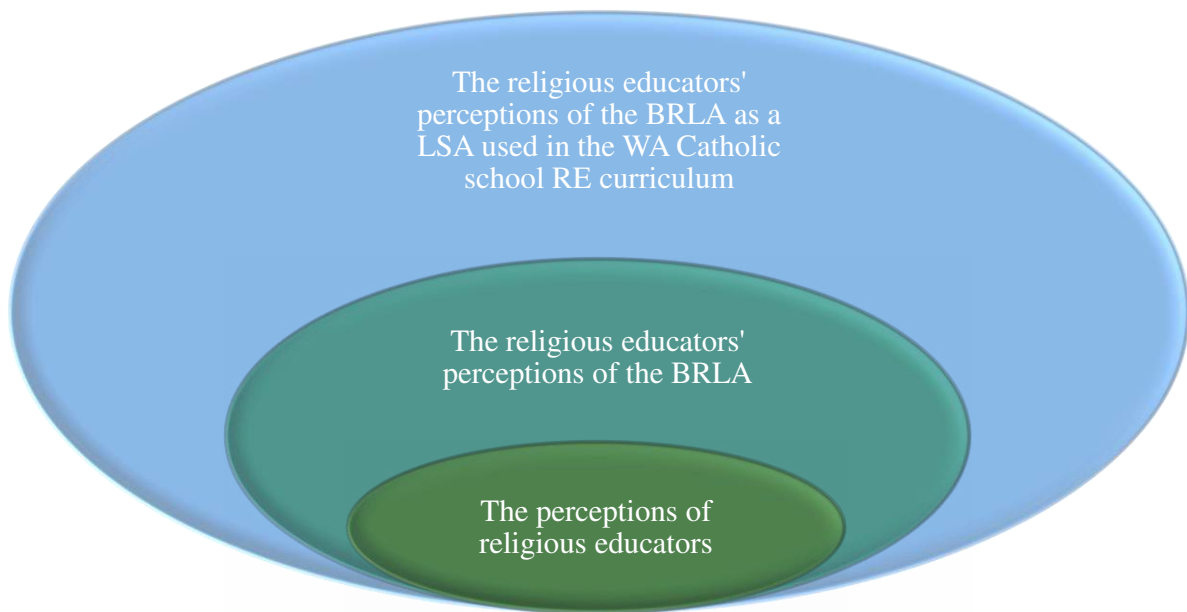 The religious educators'
perceptions of the BRLA as a
LSA used in the WA Catholic
school RE curriculum
The religious educators'
perceptions of the BRLA
The perceptions of
religious educators